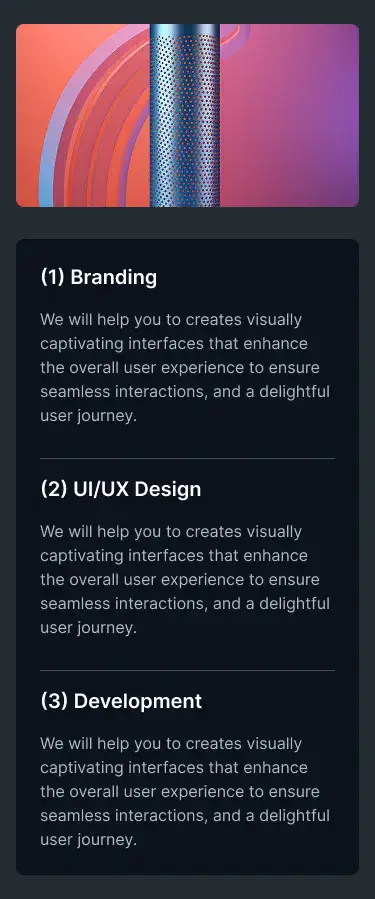 (1) Branding
We will help you to creates visually
captivating interfaces that enhance
the overall user experience to ensure
seamless interactions, and a delightful
user journey.
(2) UI/UX Design
We will help you to creates visually
captivating interfaces that enhance
the overall user experience to ensure
seamless interactions, and a delightful
user journey.
(3) Development
We will help you to creates visually
captivating interfaces that enhance
the overall user experience to ensure
seamless interactions, and a delightful
user journey.